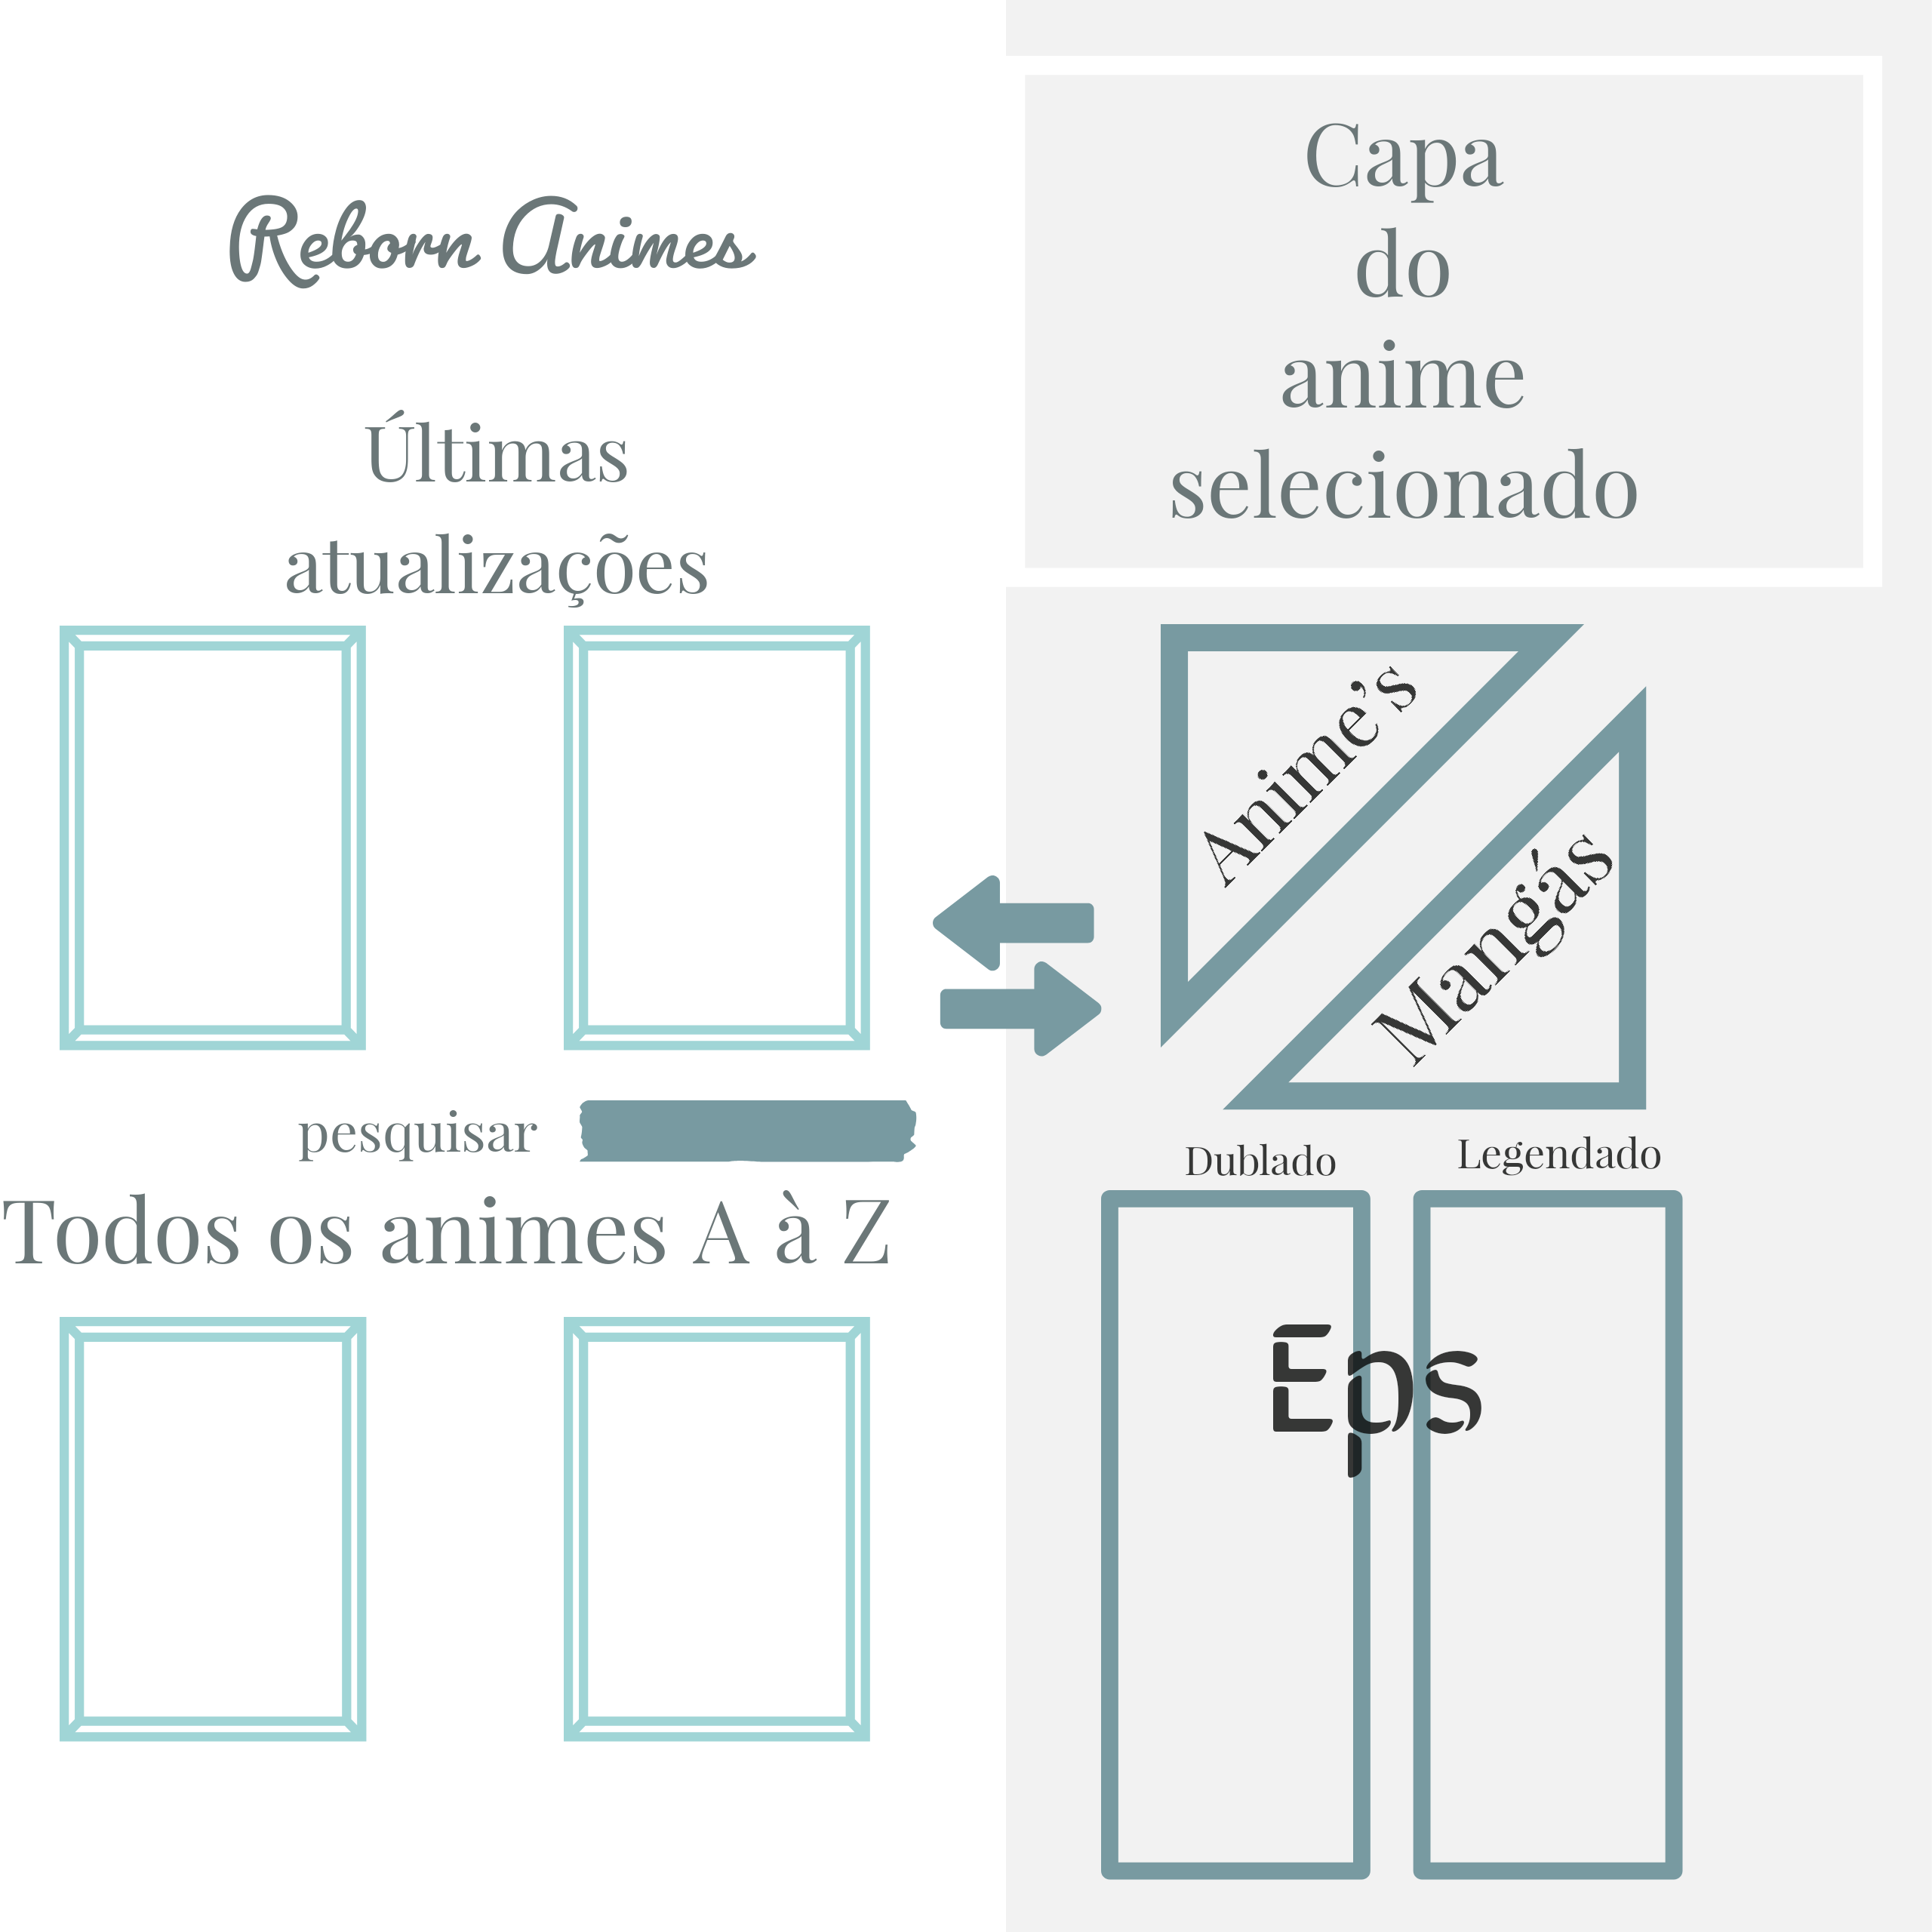 Reborn Animes
Últimas
atualizações
pesquisar
Todos os animes A à Z
Capa
do
anime
selecionado
Anime's
Mangás
Dublado
Legendado
Eps